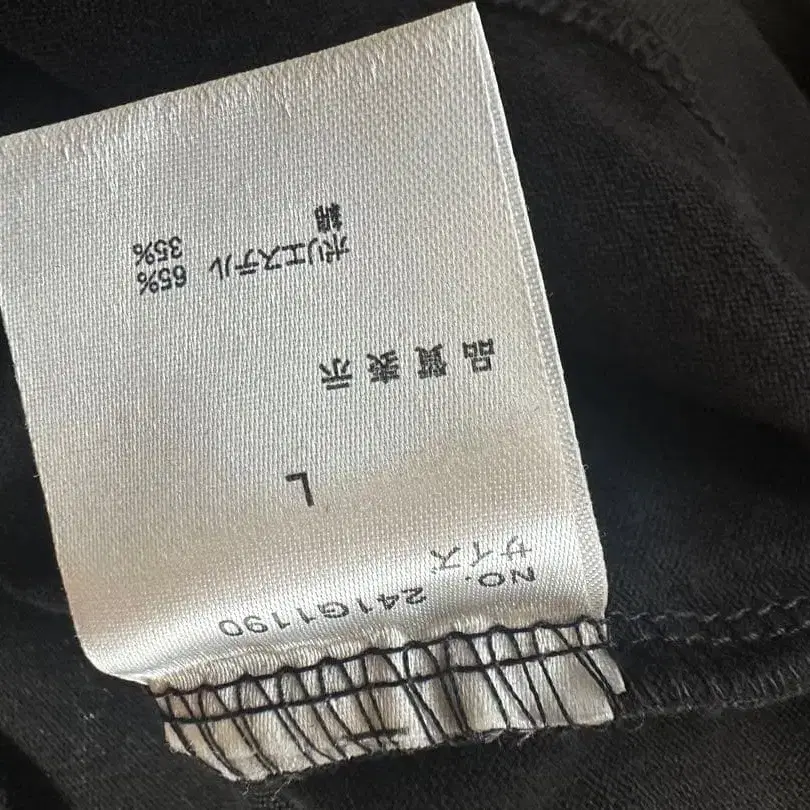 NO. 241G1190
サイズ
L
品質表示
ポリエステル 65%
綿 35%